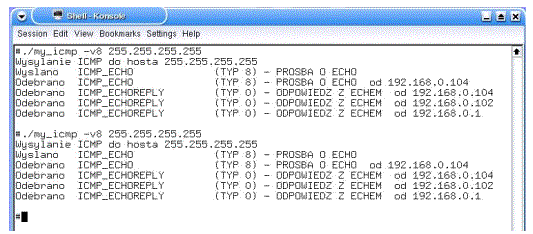 Shell - Konsole
Session Edit View Bookmarks Settings Help
#./my_icmp -v8 255.255.255.255
Wysylanie ICMP do hosta 255.255.255.255
Wyslano ICMP_ECHO (TYP 8) - PROSBA O ECHO
Odebrano ICMP_ECHO (TYP 8) - PROSBA O ECHO od 192.168.0.104
Odebrano ICMP_ECHOREPLY (TYP 0) - ODPOWIEDZ Z ECHEM od 192.168.0.104
Odebrano ICMP_ECHOREPLY (TYP 0) - ODPOWIEDZ Z ECHEM od 192.168.0.102
Odebrano ICMP_ECHOREPLY (TYP 0) - ODPOWIEDZ Z ECHEM od 192.168.0.1
#./my_icmp -v8 255.255.255.255
Wysylanie ICMP do hosta 255.255.255.255
Wyslano ICMP_ECHO (TYP 8) - PROSBA O ECHO
Odebrano ICMP_ECHO (TYP 8) - PROSBA O ECHO od 192.168.0.104
Odebrano ICMP_ECHOREPLY (TYP 0) - ODPOWIEDZ Z ECHEM od 192.168.0.104
Odebrano ICMP_ECHOREPLY (TYP 0) - ODPOWIEDZ Z ECHEM od 192.168.0.102
Odebrano ICMP_ECHOREPLY (TYP 0) - ODPOWIEDZ Z ECHEM od 192.168.0.1
#